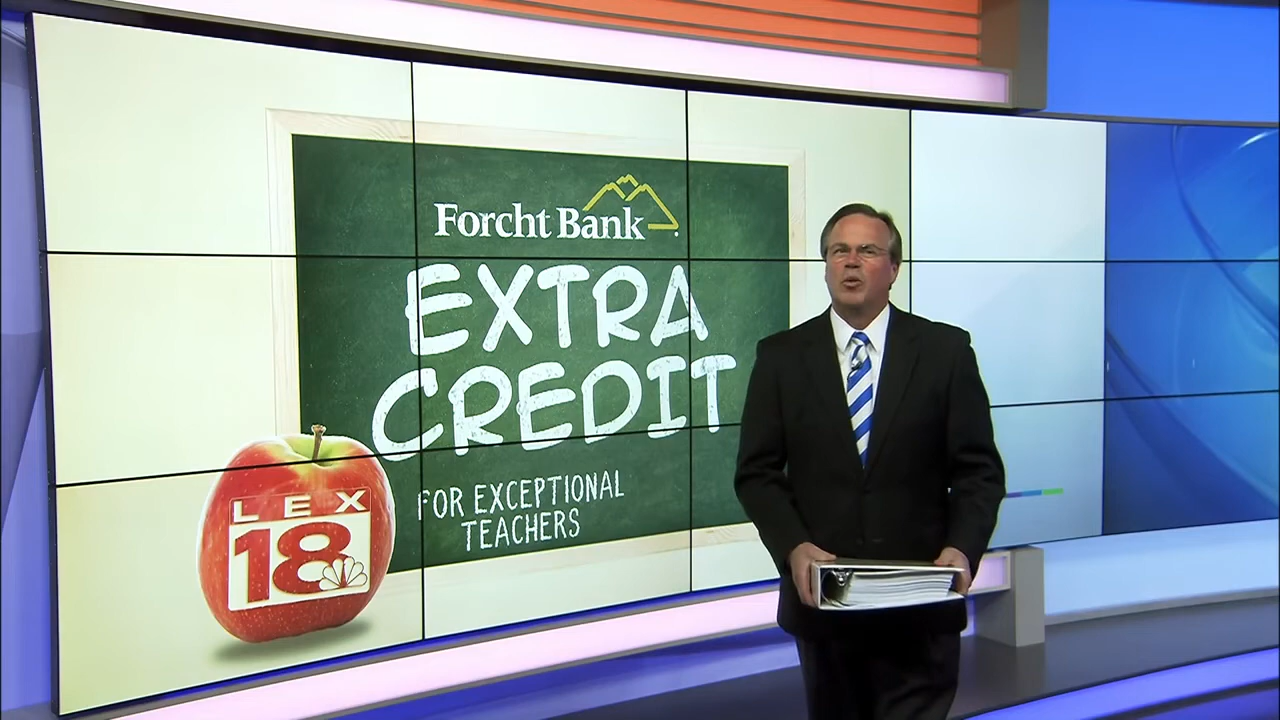 Forcht Bank.
EXTRA
CREDIT
FOR EXCEPTIONAL
TEACHERS
LEX
18